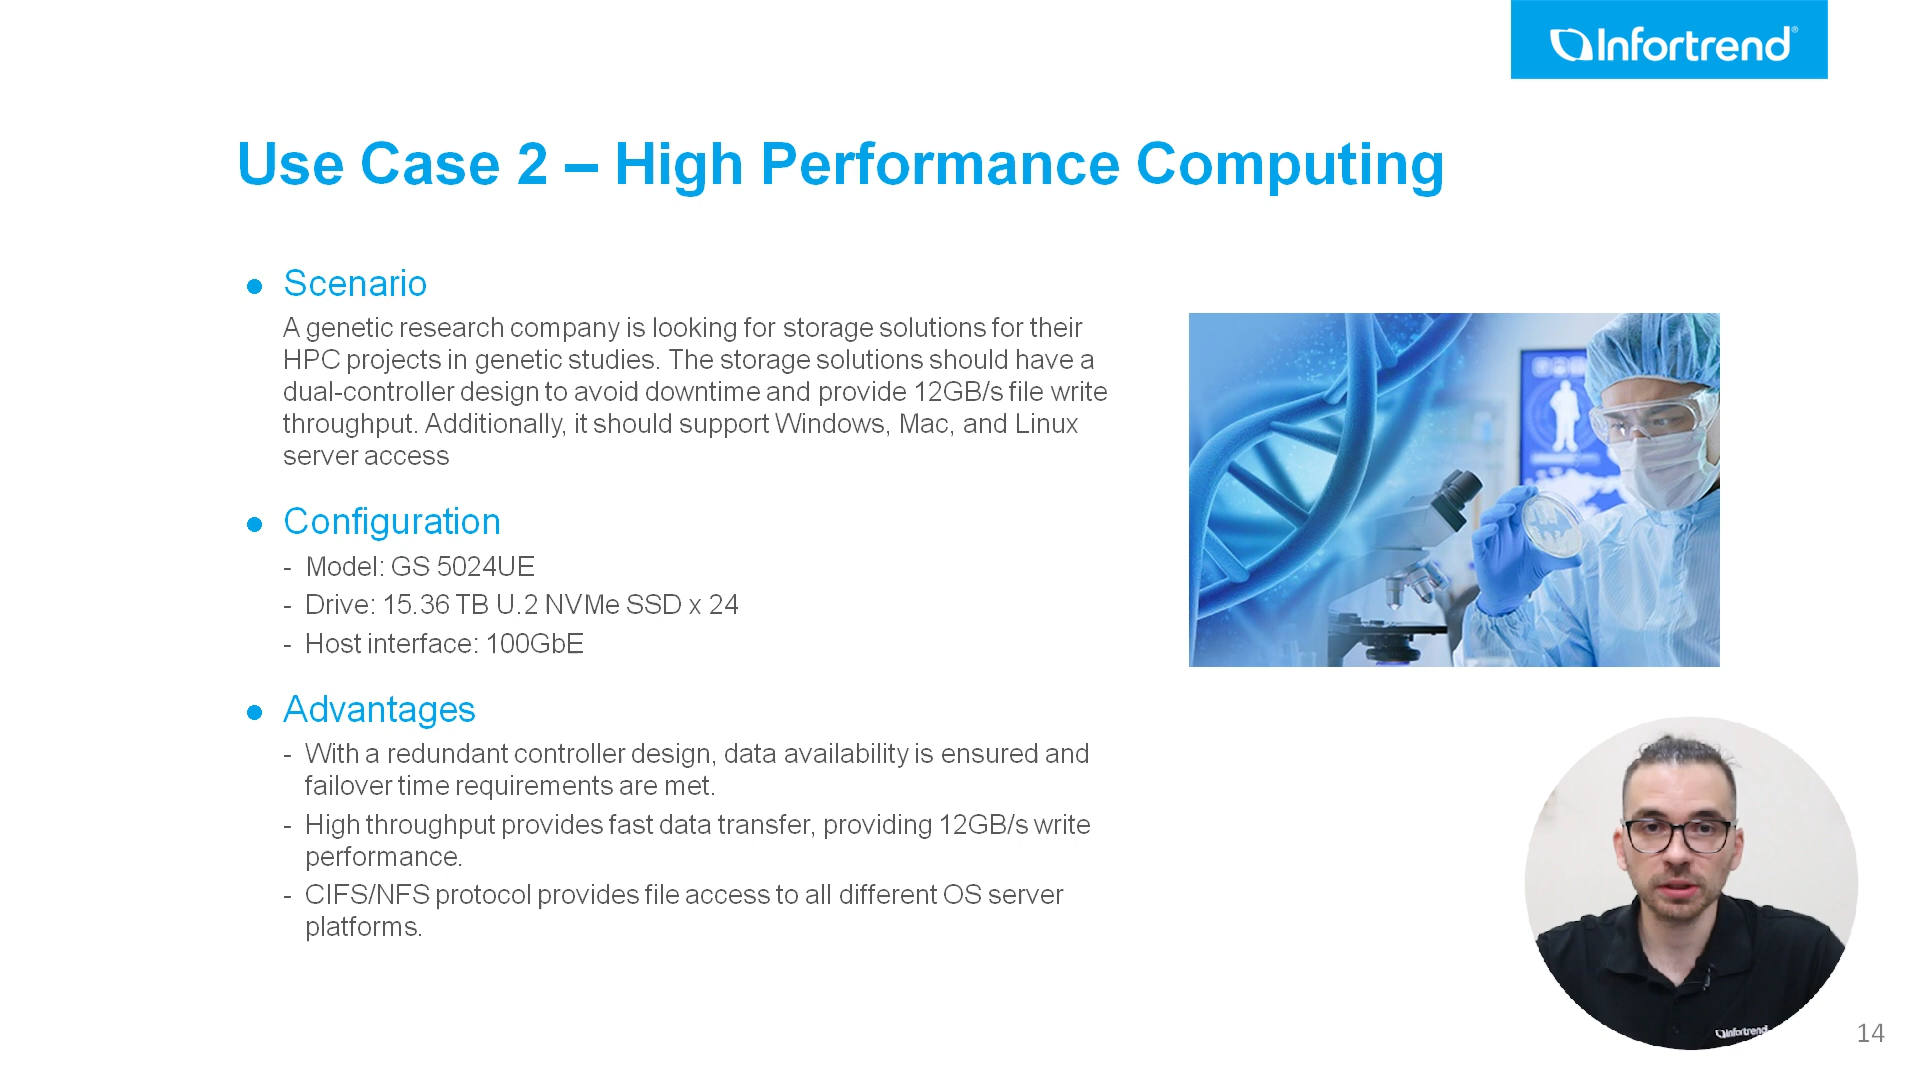 Infortrend®
Use Case 2 – High Performance Computing
● Scenario
A genetic research company is looking for storage solutions for their
HPC projects in genetic studies. The storage solutions should have a
dual-controller design to avoid downtime and provide 12GB/s file write
throughput. Additionally, it should support Windows, Mac, and Linux
server access
● Configuration
- Model: GS 5024UE
- Drive: 15.36 TB U.2 NVMe SSD x 24
- Host interface: 100GbE
● Advantages
- With a redundant controller design, data availability is ensured and
failover time requirements are met.
- High throughput provides fast data transfer, providing 12GB/s write
performance.
- CIFS/NFS protocol provides file access to all different OS server
platforms.
Infortrend
14